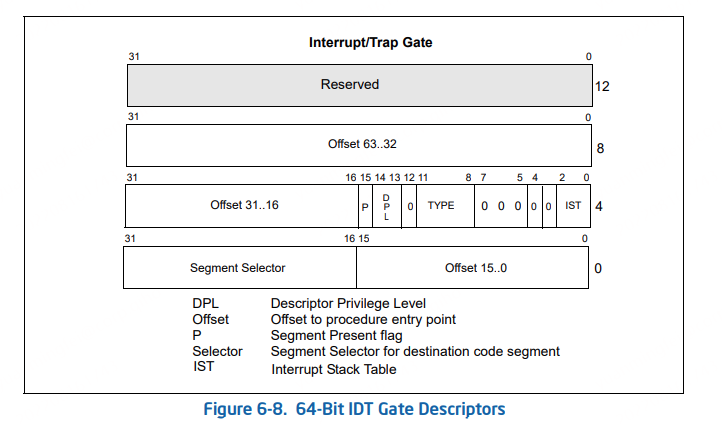 Interrupt/Trap Gate
31 0
Reserved 12
31 0
Offset 63..32 8
31 16 15 14 13 12 11 8 7 5 4 2 0
Offset 31..16 P DPL 0 TYPE 0 0 0 0 0 IST 4
31 16 15 0
Segment Selector Offset 15..0 0
DPL Descriptor Privilege Level
Offset Offset to procedure entry point
P Segment Present flag
Selector Segment Selector for destination code segment
IST Interrupt Stack Table
Figure 6-8. 64-Bit IDT Gate Descriptors